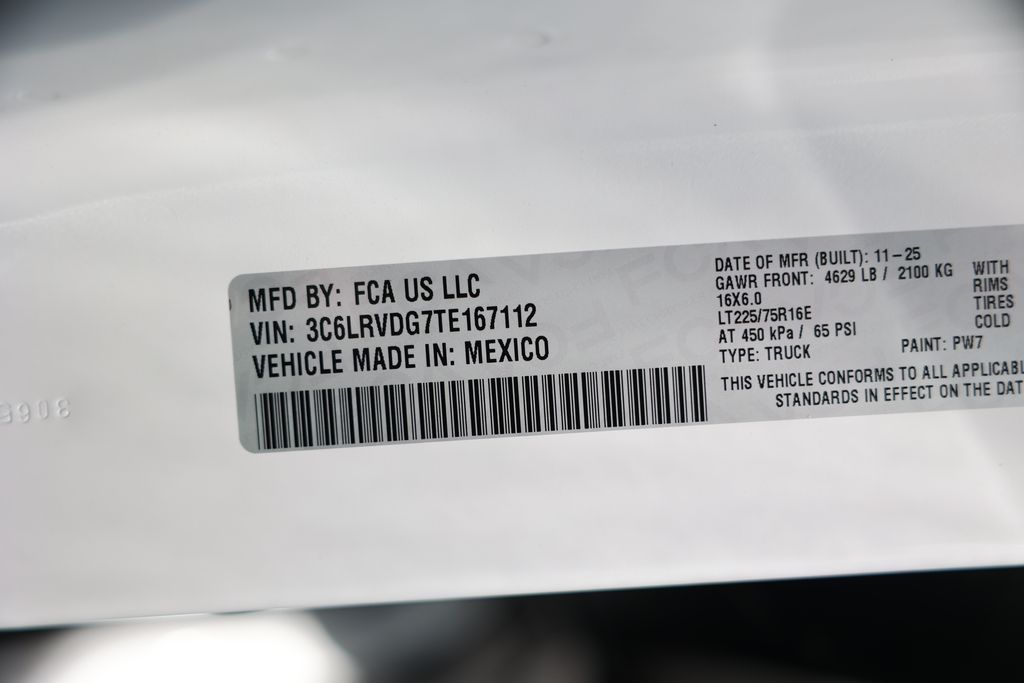 MFD BY: FCA US LLC
VIN: 3C6LRVDG7TE167112
VEHICLE MADE IN: MEXICO
DATE OF MFR (BUILT): 11-25
GAWR FRONT: 4629 LB / 2100 KG WITH
16X6.0 RIMS
LT225/75R16E TIRES
AT 450 kPa / 65 PSI COLD
TYPE: TRUCK PAINT: PW7
THIS VEHICLE CONFORMS TO ALL APPLICABL
STANDARDS IN EFFECT ON THE DAT